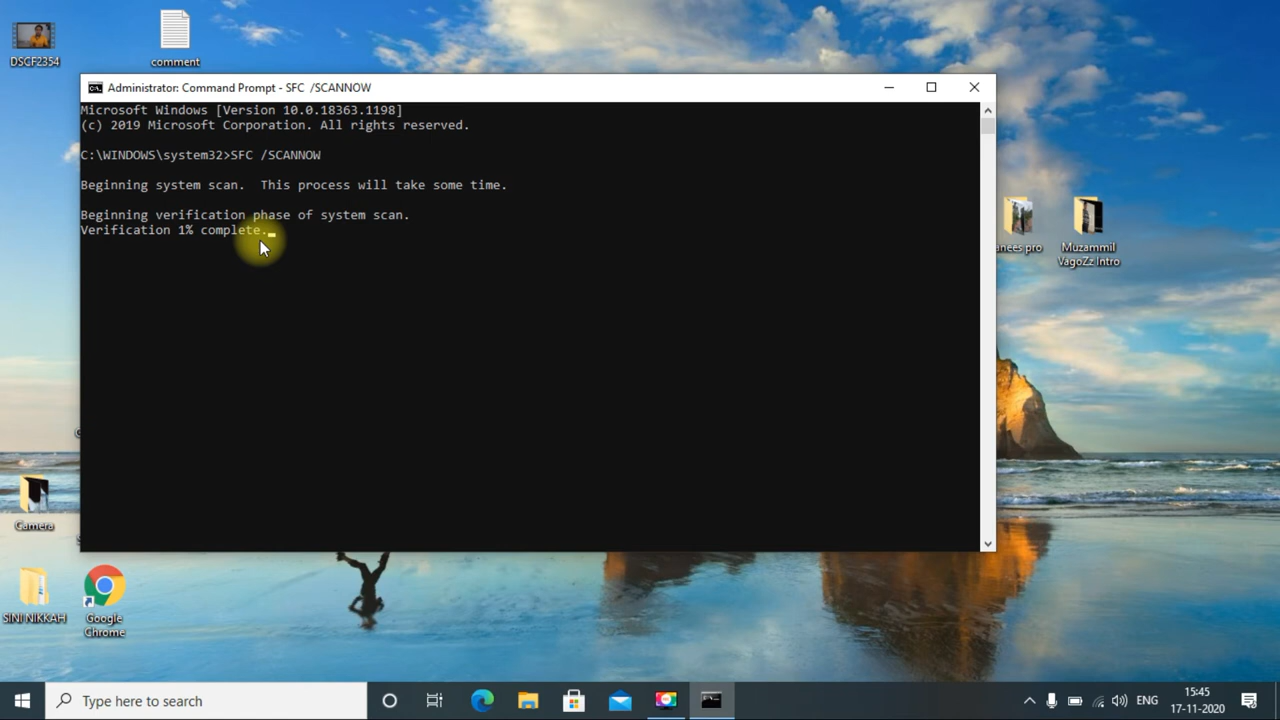 DSCF2354
comment
Administrator: Command Prompt - SFC  /SCANNOW
Microsoft Windows [Version 10.0.18363.1198]
(c) 2019 Microsoft Corporation. All rights reserved.
C:\WINDOWS\system32>SFC /SCANNOW
Beginning system scan.  This process will take some time.
Beginning verification phase of system scan.
Verification 1% complete.
anees pro
Muzammil
VagoZz Intro
Camera
SINI NIKKAH
Google
Chrome
Type here to search
ENG
15:45
17-11-2020